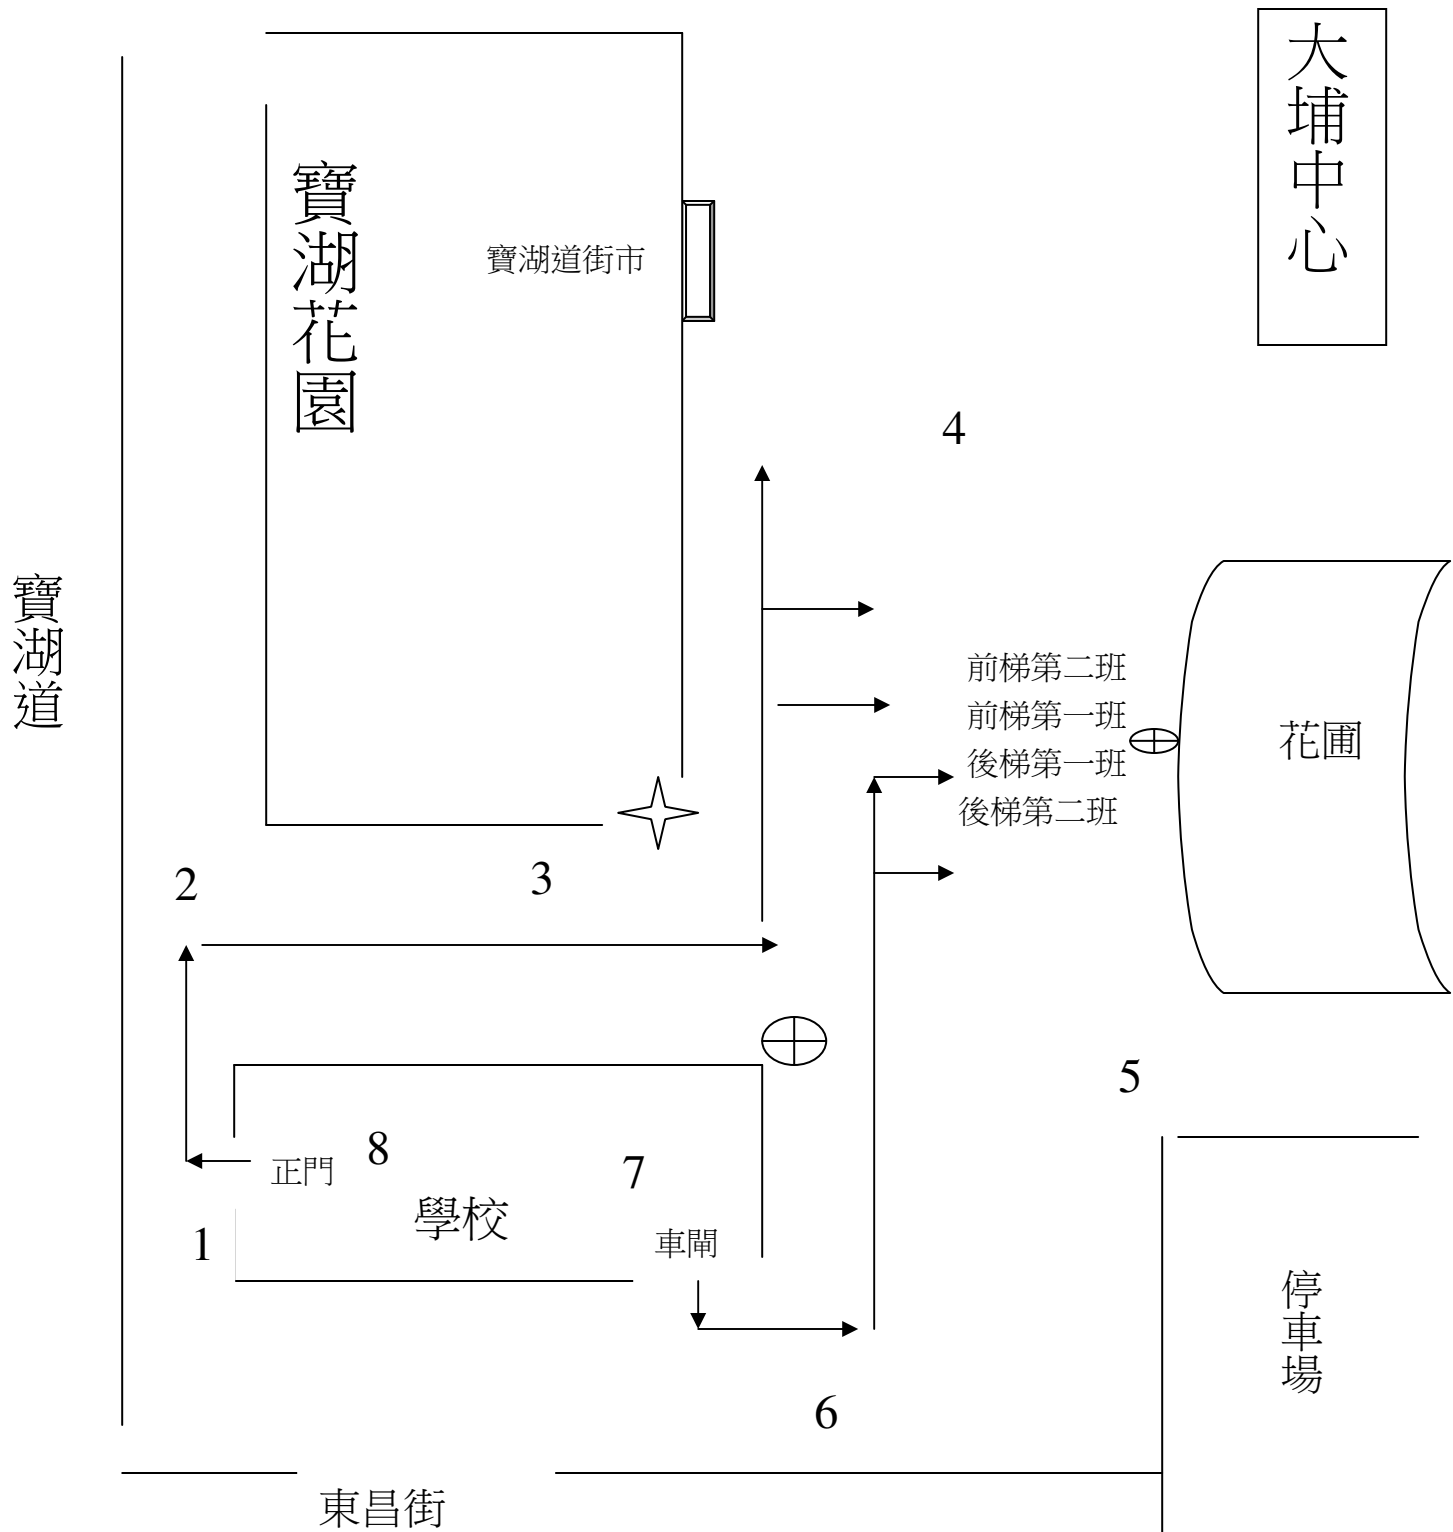 大埔中心
寶湖花園
寶湖道街市
4
寶湖道
前梯第二班
前梯第一班
後梯第一班
後梯第二班
花圃
2
3
5
正門
8
7
學校
1
車閘
停車場
6
東昌街